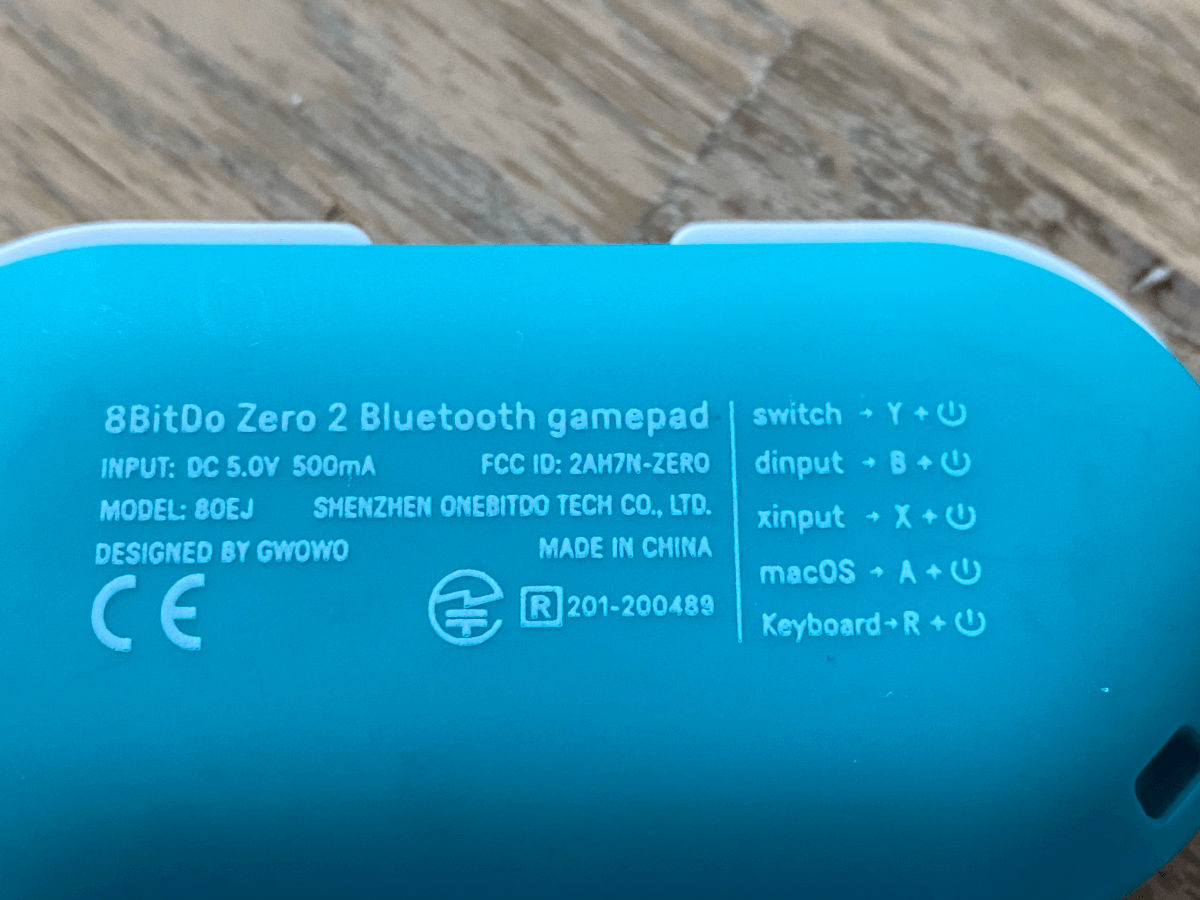 8BitDo Zero 2 Bluetooth gamepad
INPUT: DC 5.0V 500mA FCC ID: 2AH7N-ZERO
MODEL: 80EJ SHENZHEN ONEBITDO TECH CO., LTD.
DESIGNED BY GWOWO MADE IN CHINA
CE R 201-200489
switch → Y + ⏻
dinput → B + ⏻
xinput → X + ⏻
macOS → A + ⏻
Keyboard → R + ⏻